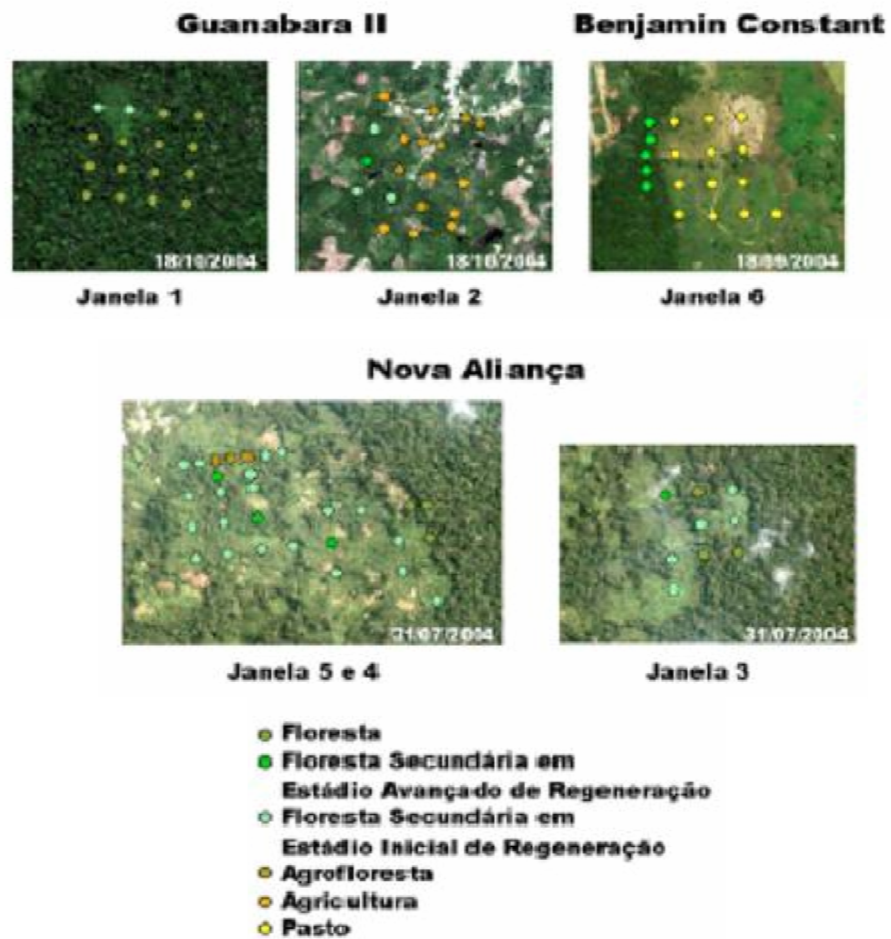 Guanabara II
Benjamin Constant
18/10/2004
18/10/2004
18/09/2004
Janela 1
Janela 2
Janela 6
Nova Aliança
31/07/2004
31/07/2004
Janela 5 e 4
Janela 3
Floresta
Floresta Secundária em
Estádio Avançado de Regeneração
Floresta Secundária em
Estádio Inicial de Regeneração
Agrofloresta
Agricultura
Pasto